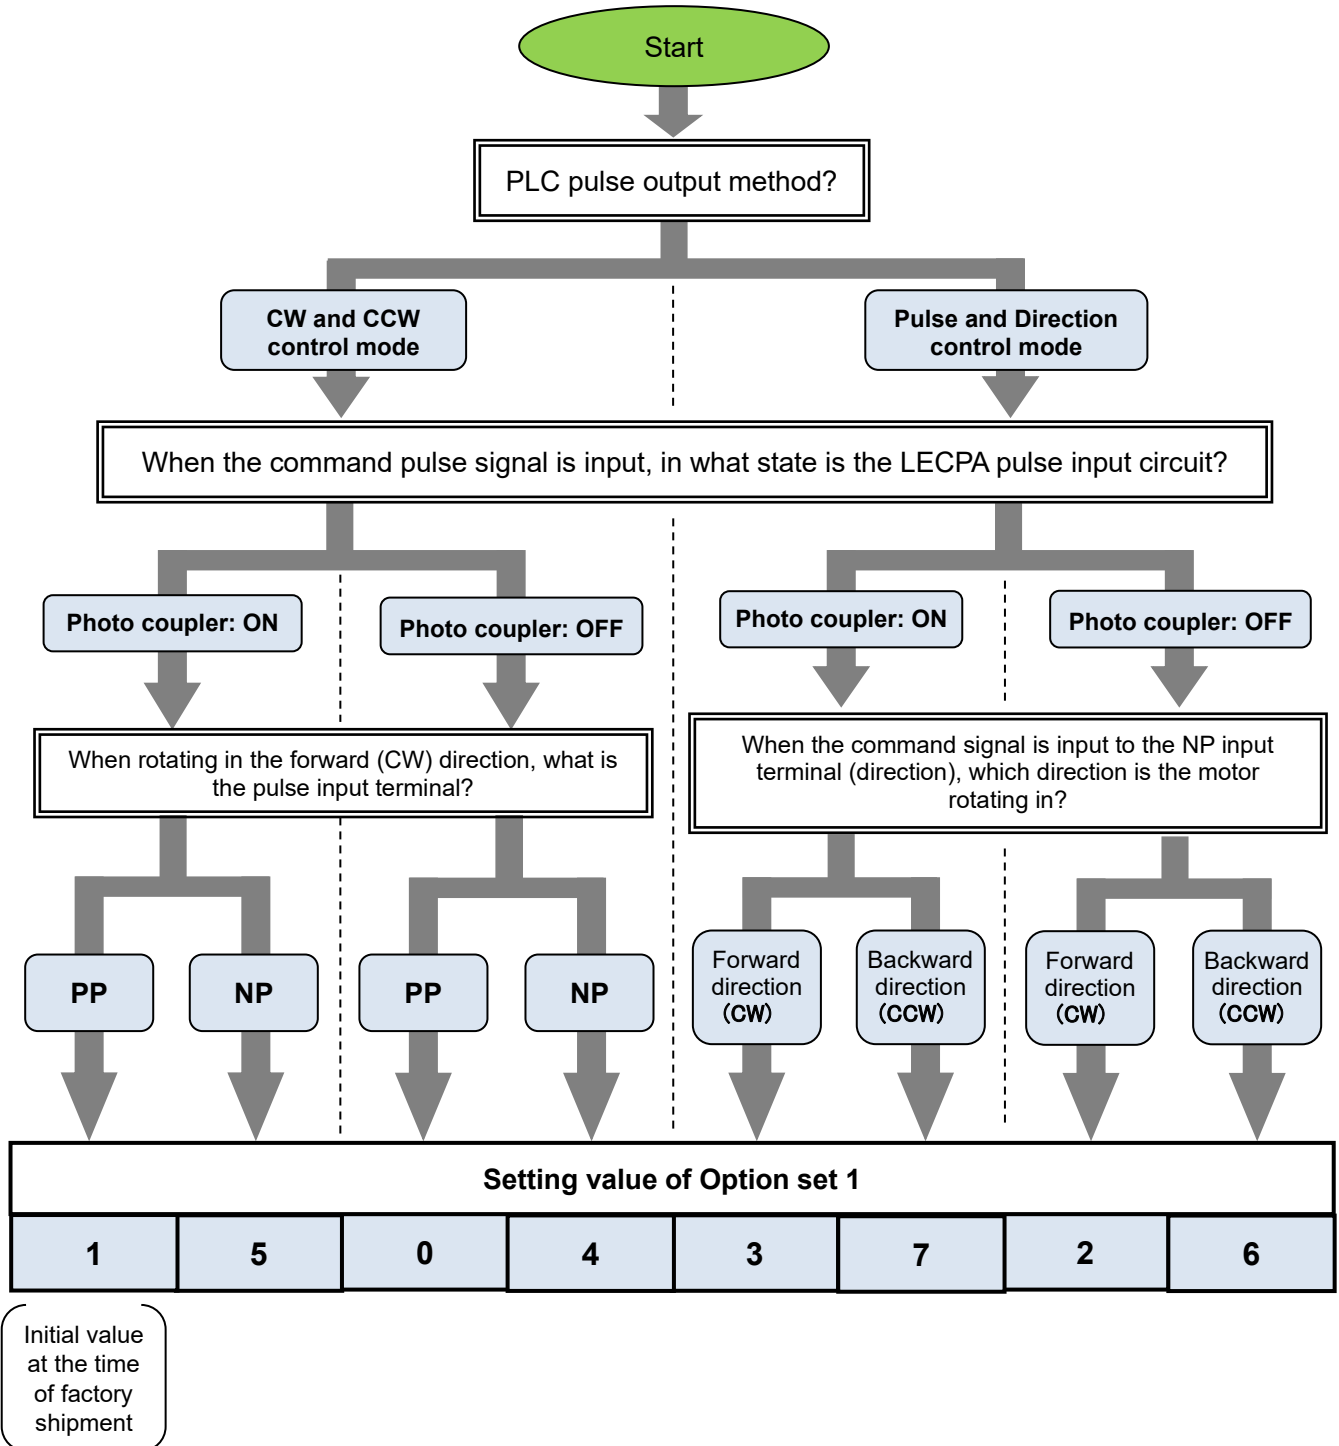 Start
PLC pulse output method?
CW and CCW
control mode
Pulse and Direction
control mode
When the command pulse signal is input, in what state is the LECPA pulse input circuit?
Photo coupler: ON
Photo coupler: OFF
Photo coupler: ON
Photo coupler: OFF
When rotating in the forward (CW) direction, what is
the pulse input terminal?
When the command signal is input to the NP input
terminal (direction), which direction is the motor
rotating in?
PP
NP
PP
NP
Forward
direction
(CW)
Backward
direction
(CCW)
Forward
direction
(CW)
Backward
direction
(CCW)
Setting value of Option set 1
1
5
0
4
3
7
2
6
Initial value
at the time
of factory
shipment